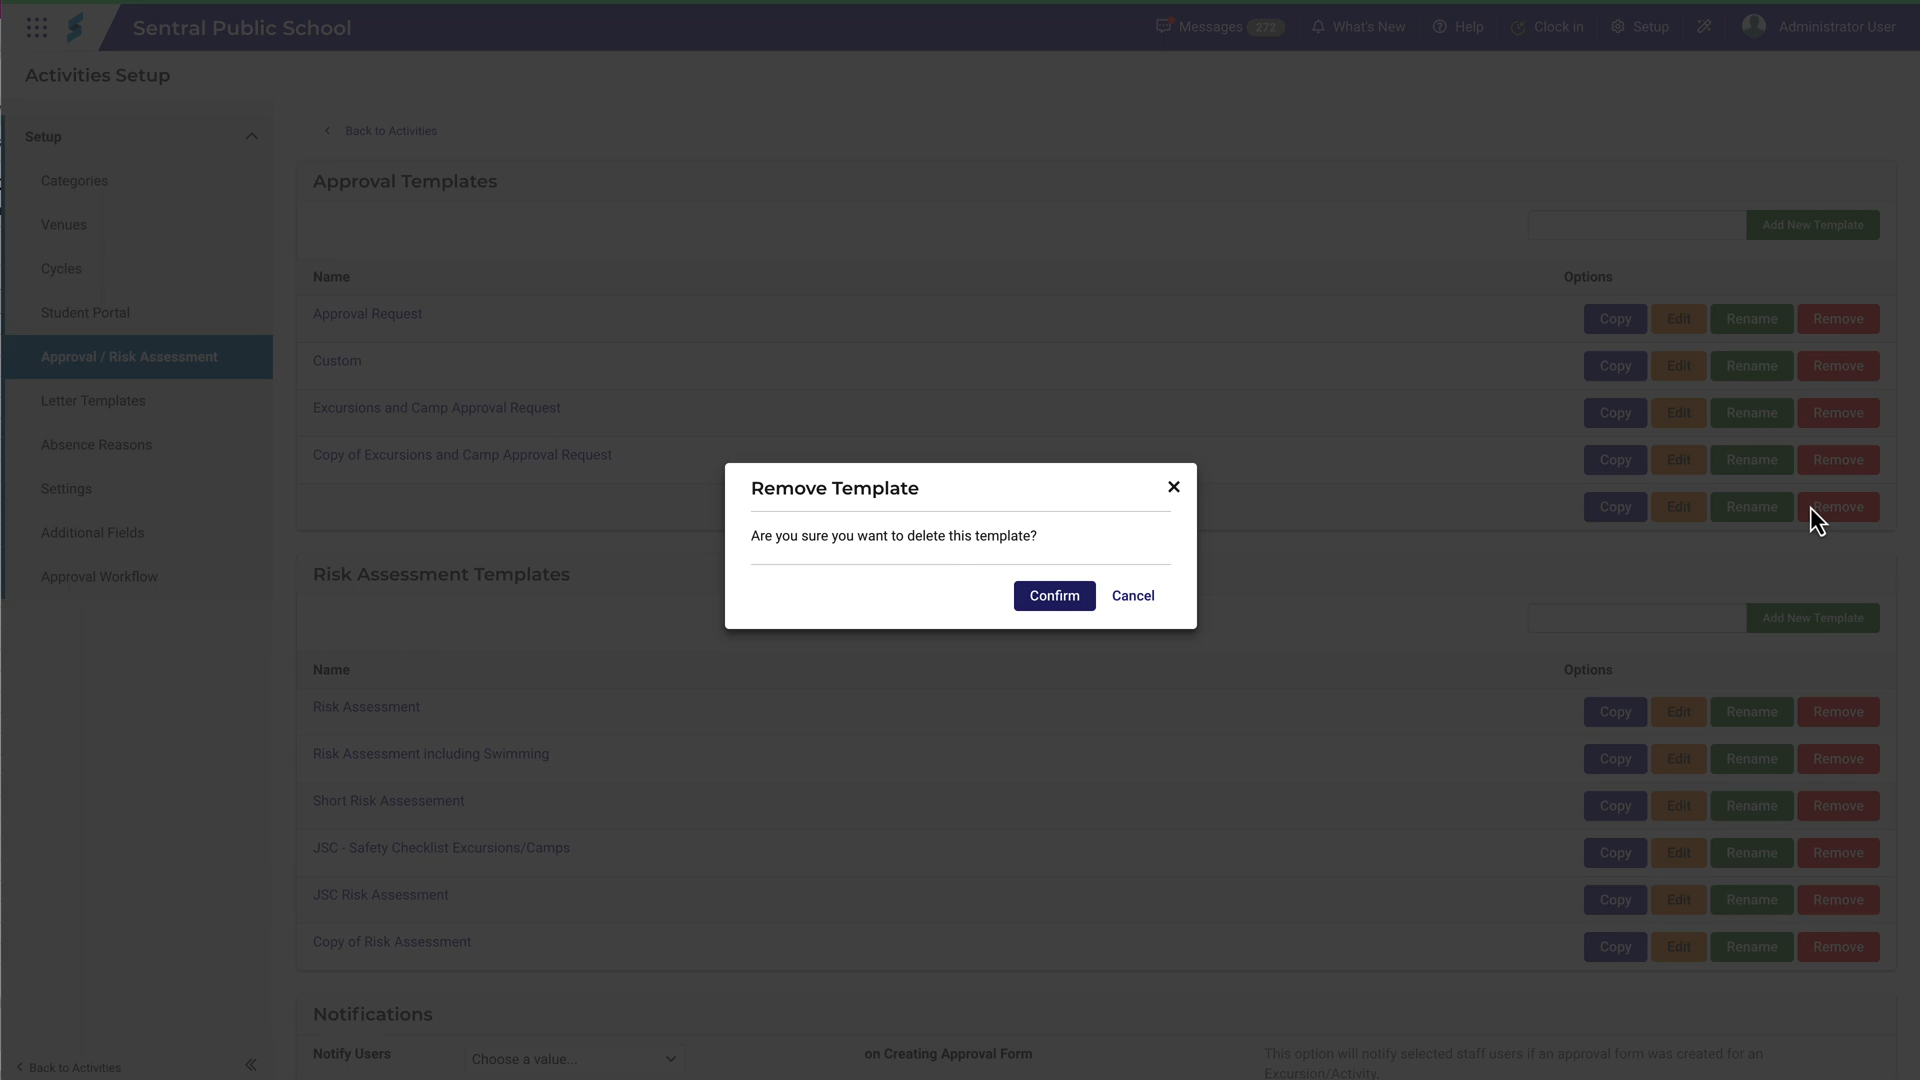 Sentral Public School
Messages 272 What's New Help Clock in Setup Administrator User
Activities Setup
Setup
Categories
Venues
Cycles
Student Portal
Approval / Risk Assessment
Letter Templates
Absence Reasons
Settings
Additional Fields
Approval Workflow
Back to Activities
Back to Activities
Approval Templates
Add New Template
Name Options
Approval Request Copy Edit Rename Remove
Custom Copy Edit Rename Remove
Excursions and Camp Approval Request Copy Edit Rename Remove
Copy of Excursions and Camp Approval Request Copy Edit Rename Remove
Copy Edit Rename Remove
Remove Template
Are you sure you want to delete this template?
Confirm Cancel
Risk Assessment Templates
Add New Template
Name Options
Risk Assessment Copy Edit Rename Remove
Risk Assessment including Swimming Copy Edit Rename Remove
Short Risk Assessement Copy Edit Rename Remove
JSC - Safety Checklist Excursions/Camps Copy Edit Rename Remove
JSC Risk Assessment Copy Edit Rename Remove
Copy of Risk Assessment Copy Edit Rename Remove
Notifications
Notify Users Choose a value... on Creating Approval Form This option will notify selected staff users if an approval form was created for an
Excursion/Activity.